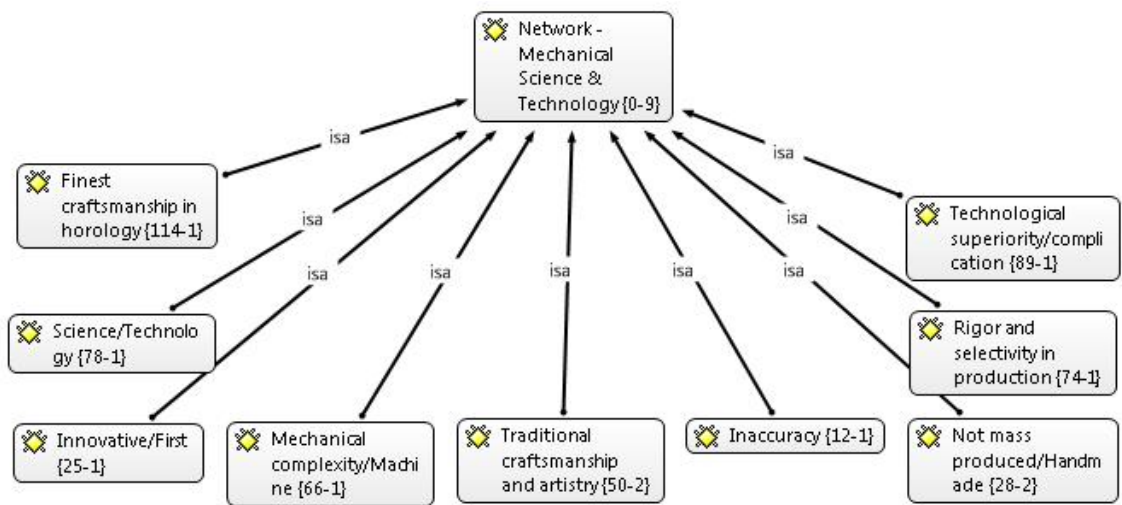 Network -
Mechanical
Science &
Technology {0-9}
isa
isa
Finest
craftsmanship in
horology {114-1}
Technological
superiority/compli
cation {89-1}
isa
isa
isa
isa
isa
isa
isa
Science/Technolo
gy {78-1}
Rigor and
selectivity in
production {74-1}
Innovative/First
{25-1}
Mechanical
complexity/Machi
ne {66-1}
Traditional
craftsmanship
and artistry {50-2}
Inaccuracy {12-1}
Not mass
produced/Handm
ade {28-2}